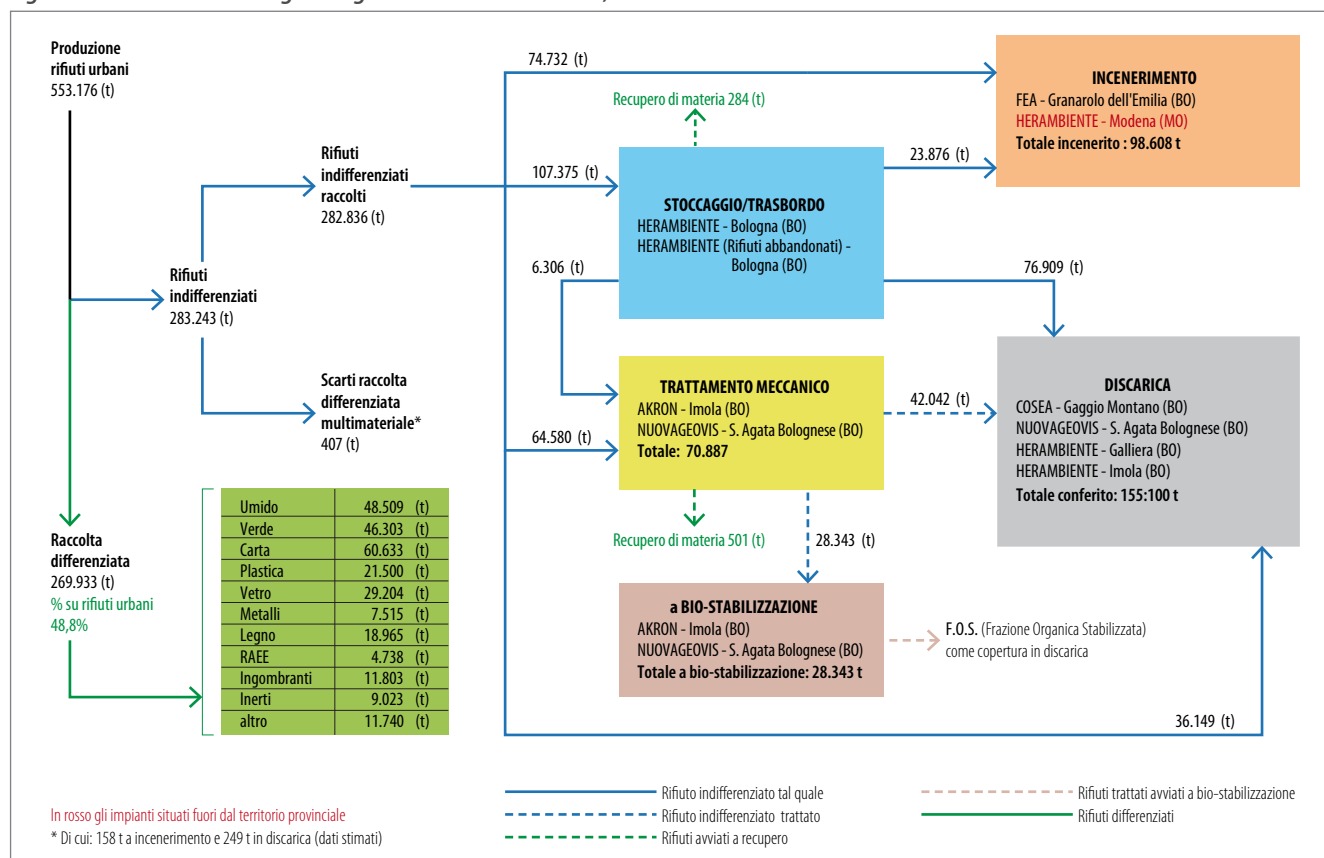 Produzione
rifiuti urbani
553.176 (t)
74.732 (t)
INCENERIMENTO
FEA - Granarolo dell'Emilia (BO)
HERAMBIENTE - Modena (MO)
Totale incenerito : 98.608 t
Recupero di materia 284 (t)
Rifiuti
indifferenziati
raccolti
282.836 (t)
107.375 (t)
23.876 (t)
STOCCAGGIO/TRASBORDO
HERAMBIENTE - Bologna (BO)
HERAMBIENTE (Rifiuti abbandonati) -
Bologna (BO)
6.306 (t)
76.909 (t)
Rifiuti
indifferenziati
283.243 (t)
Scarti raccolta
differenziata
multimateriale*
407 (t)
TRATTAMENTO MECCANICO
AKRON - Imola (BO)
NUOVAGEOVIS - S. Agata Bolognese (BO)
Totale: 70.887
64.580 (t)
42.042 (t)
DISCARICA
COSEA - Gaggio Montano (BO)
NUOVAGEOVIS - S. Agata Bolognese (BO)
HERAMBIENTE - Galliera (BO)
HERAMBIENTE - Imola (BO)
Totale conferito: 155:100 t
Recupero di materia 501 (t)
28.343 (t)
Raccolta
differenziata
269.933 (t)
% su rifiuti urbani
48,8%
Umido 48.509 (t)
Verde 46.303 (t)
Carta 60.633 (t)
Plastica 21.500 (t)
Vetro 29.204 (t)
Metalli 7.515 (t)
Legno 18.965 (t)
RAEE 4.738 (t)
Ingombranti 11.803 (t)
Inerti 9.023 (t)
altro 11.740 (t)
a BIO-STABILIZZAZIONE
AKRON - Imola (BO)
NUOVAGEOVIS - S. Agata Bolognese (BO)
Totale a bio-stabilizzazione: 28.343 t
F.O.S. (Frazione Organica Stabilizzata)
come copertura in discarica
36.149 (t)
In rosso gli impianti situati fuori dal territorio provinciale
* Di cui: 158 t a incenerimento e 249 t in discarica (dati stimati)
Rifiuto indifferenziato tal quale
Rifiuto indifferenziato trattato
Rifiuti avviati a recupero
Rifiuti trattati avviati a bio-stabilizzazione
Rifiuti differenziati